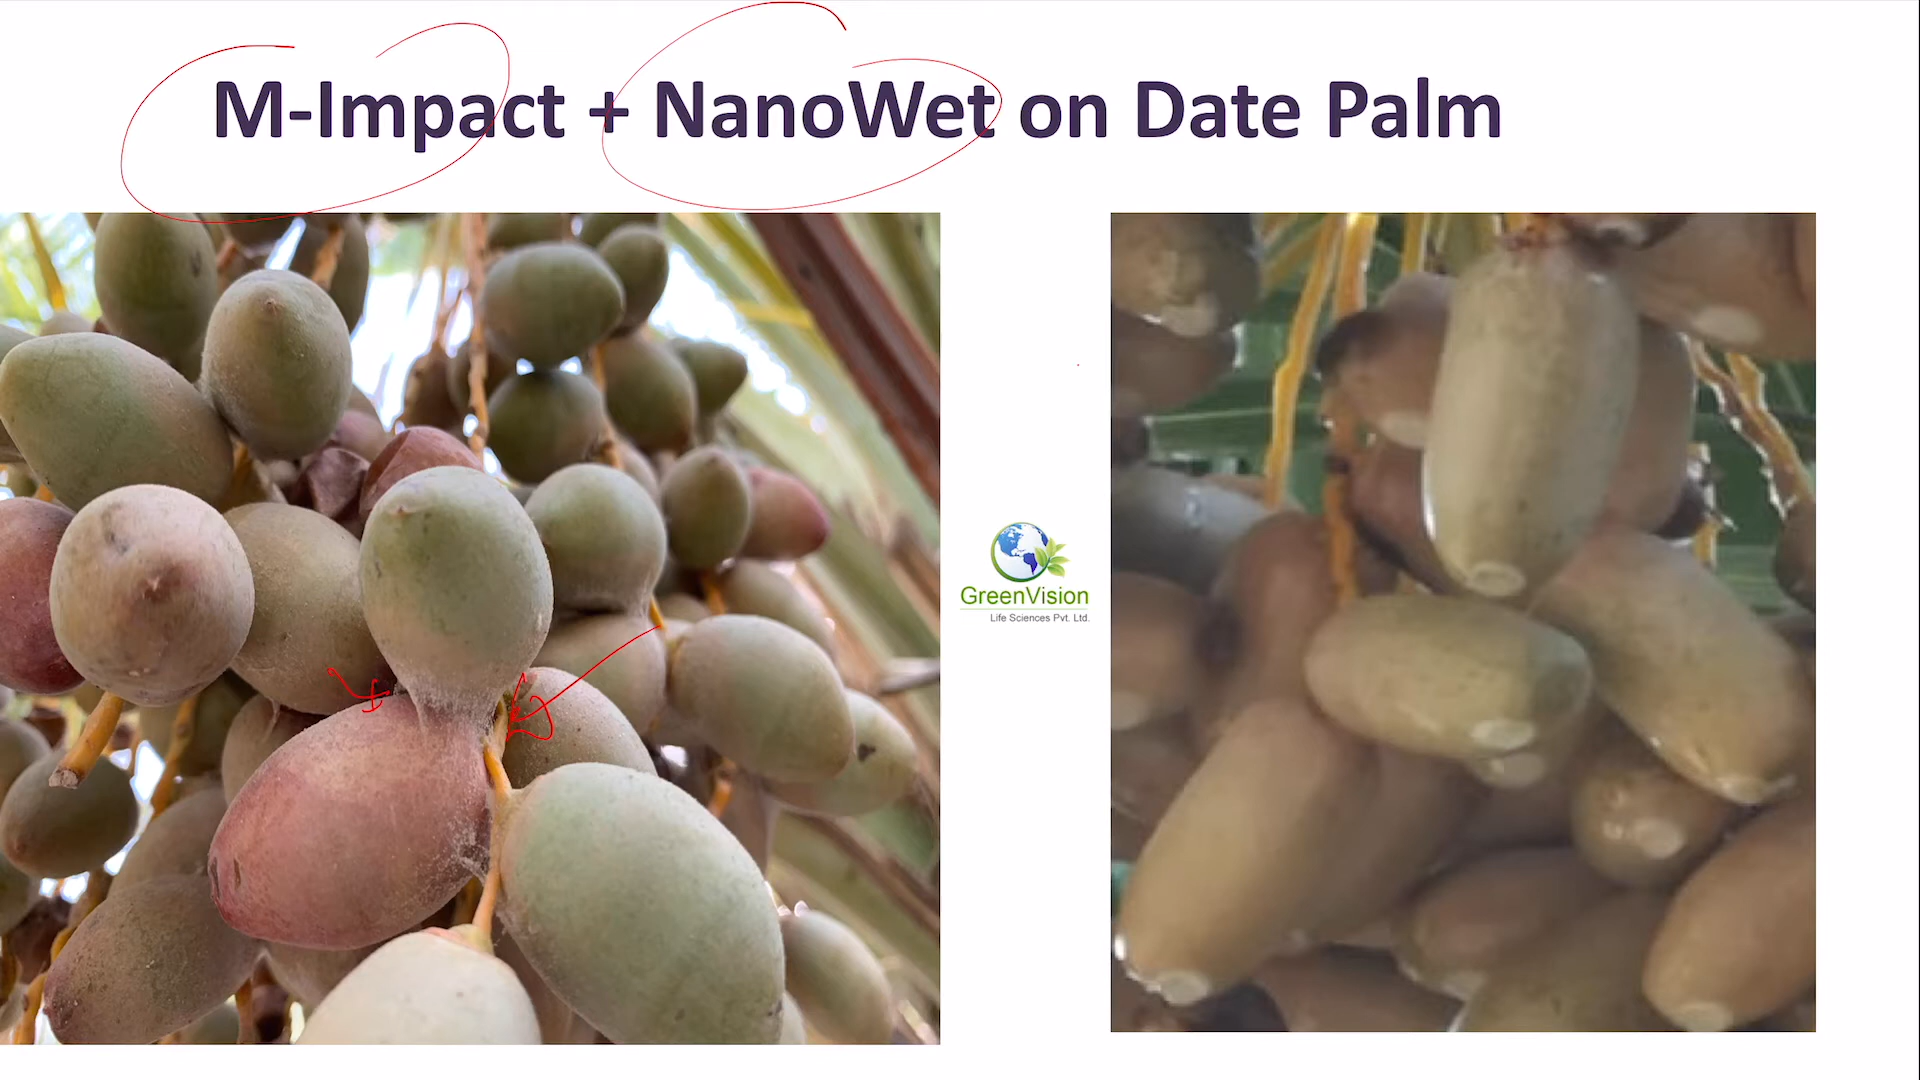 M-Impact + NanoWet on Date Palm
GreenVision
Life Sciences Pvt. Ltd.